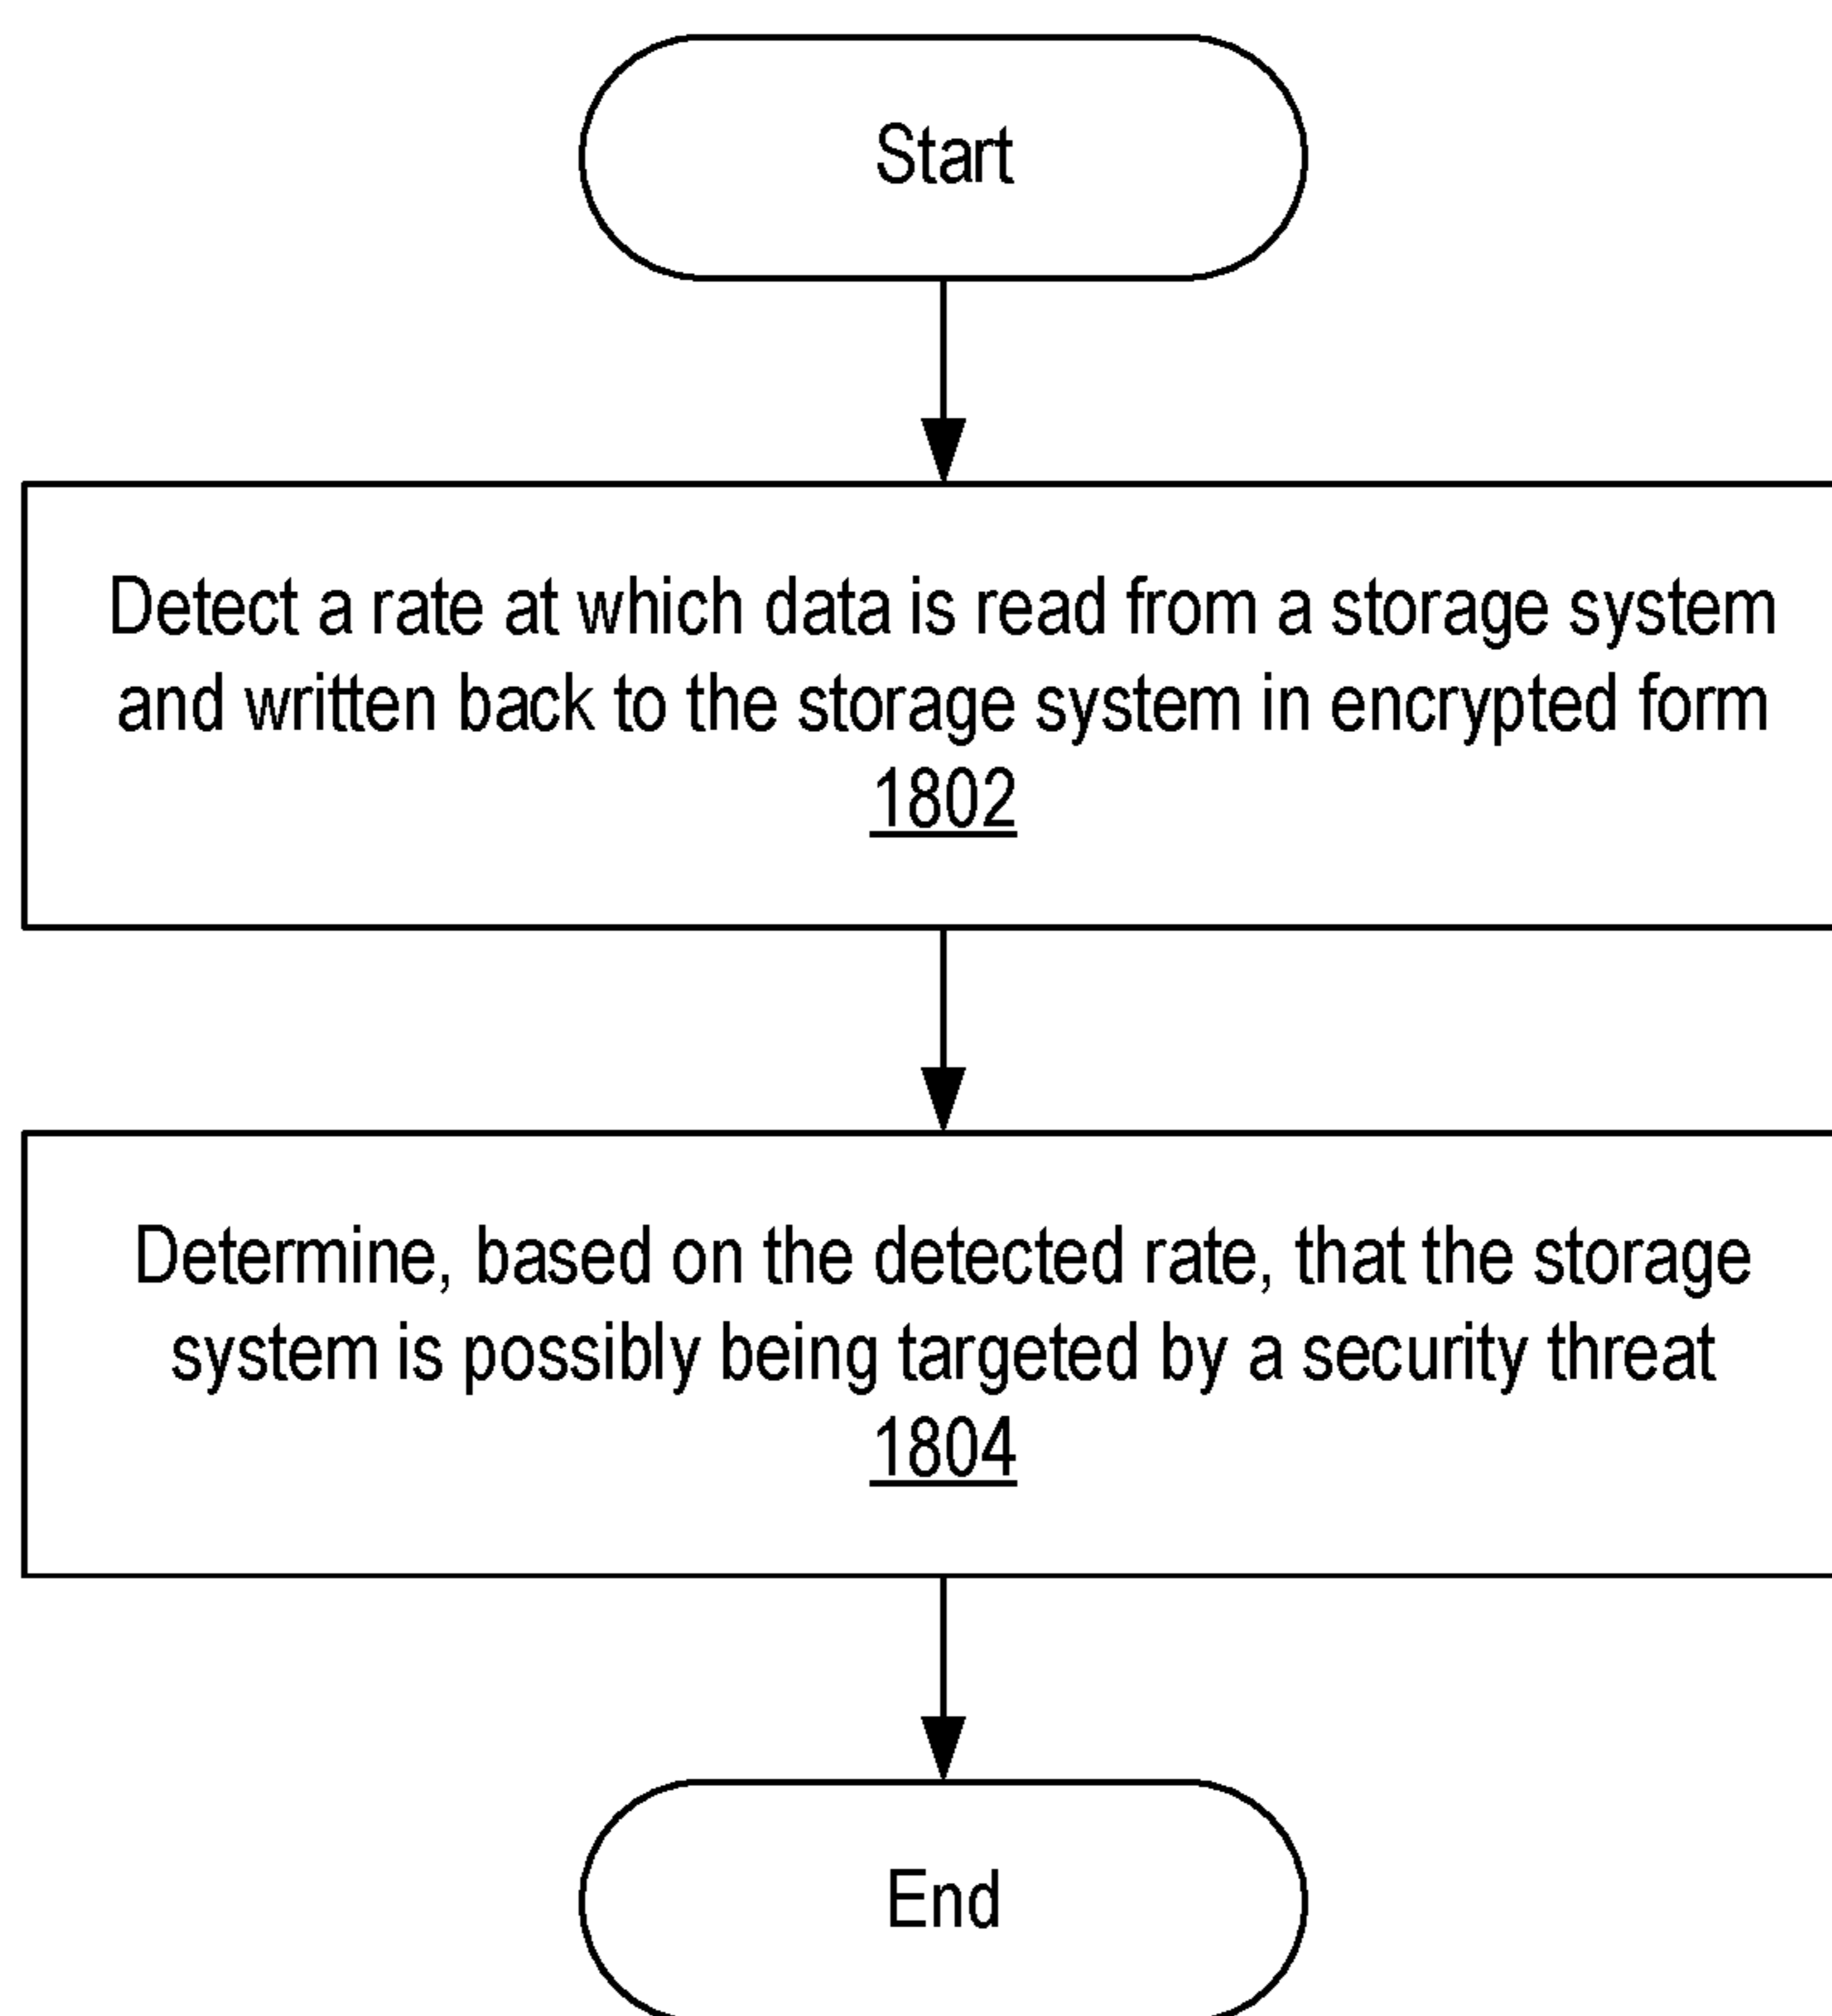 Start
Detect a rate at which data is read from a storage system
and written back to the storage system in encrypted form
1802
Determine, based on the detected rate, that the storage
system is possibly being targeted by a security threat
1804
End